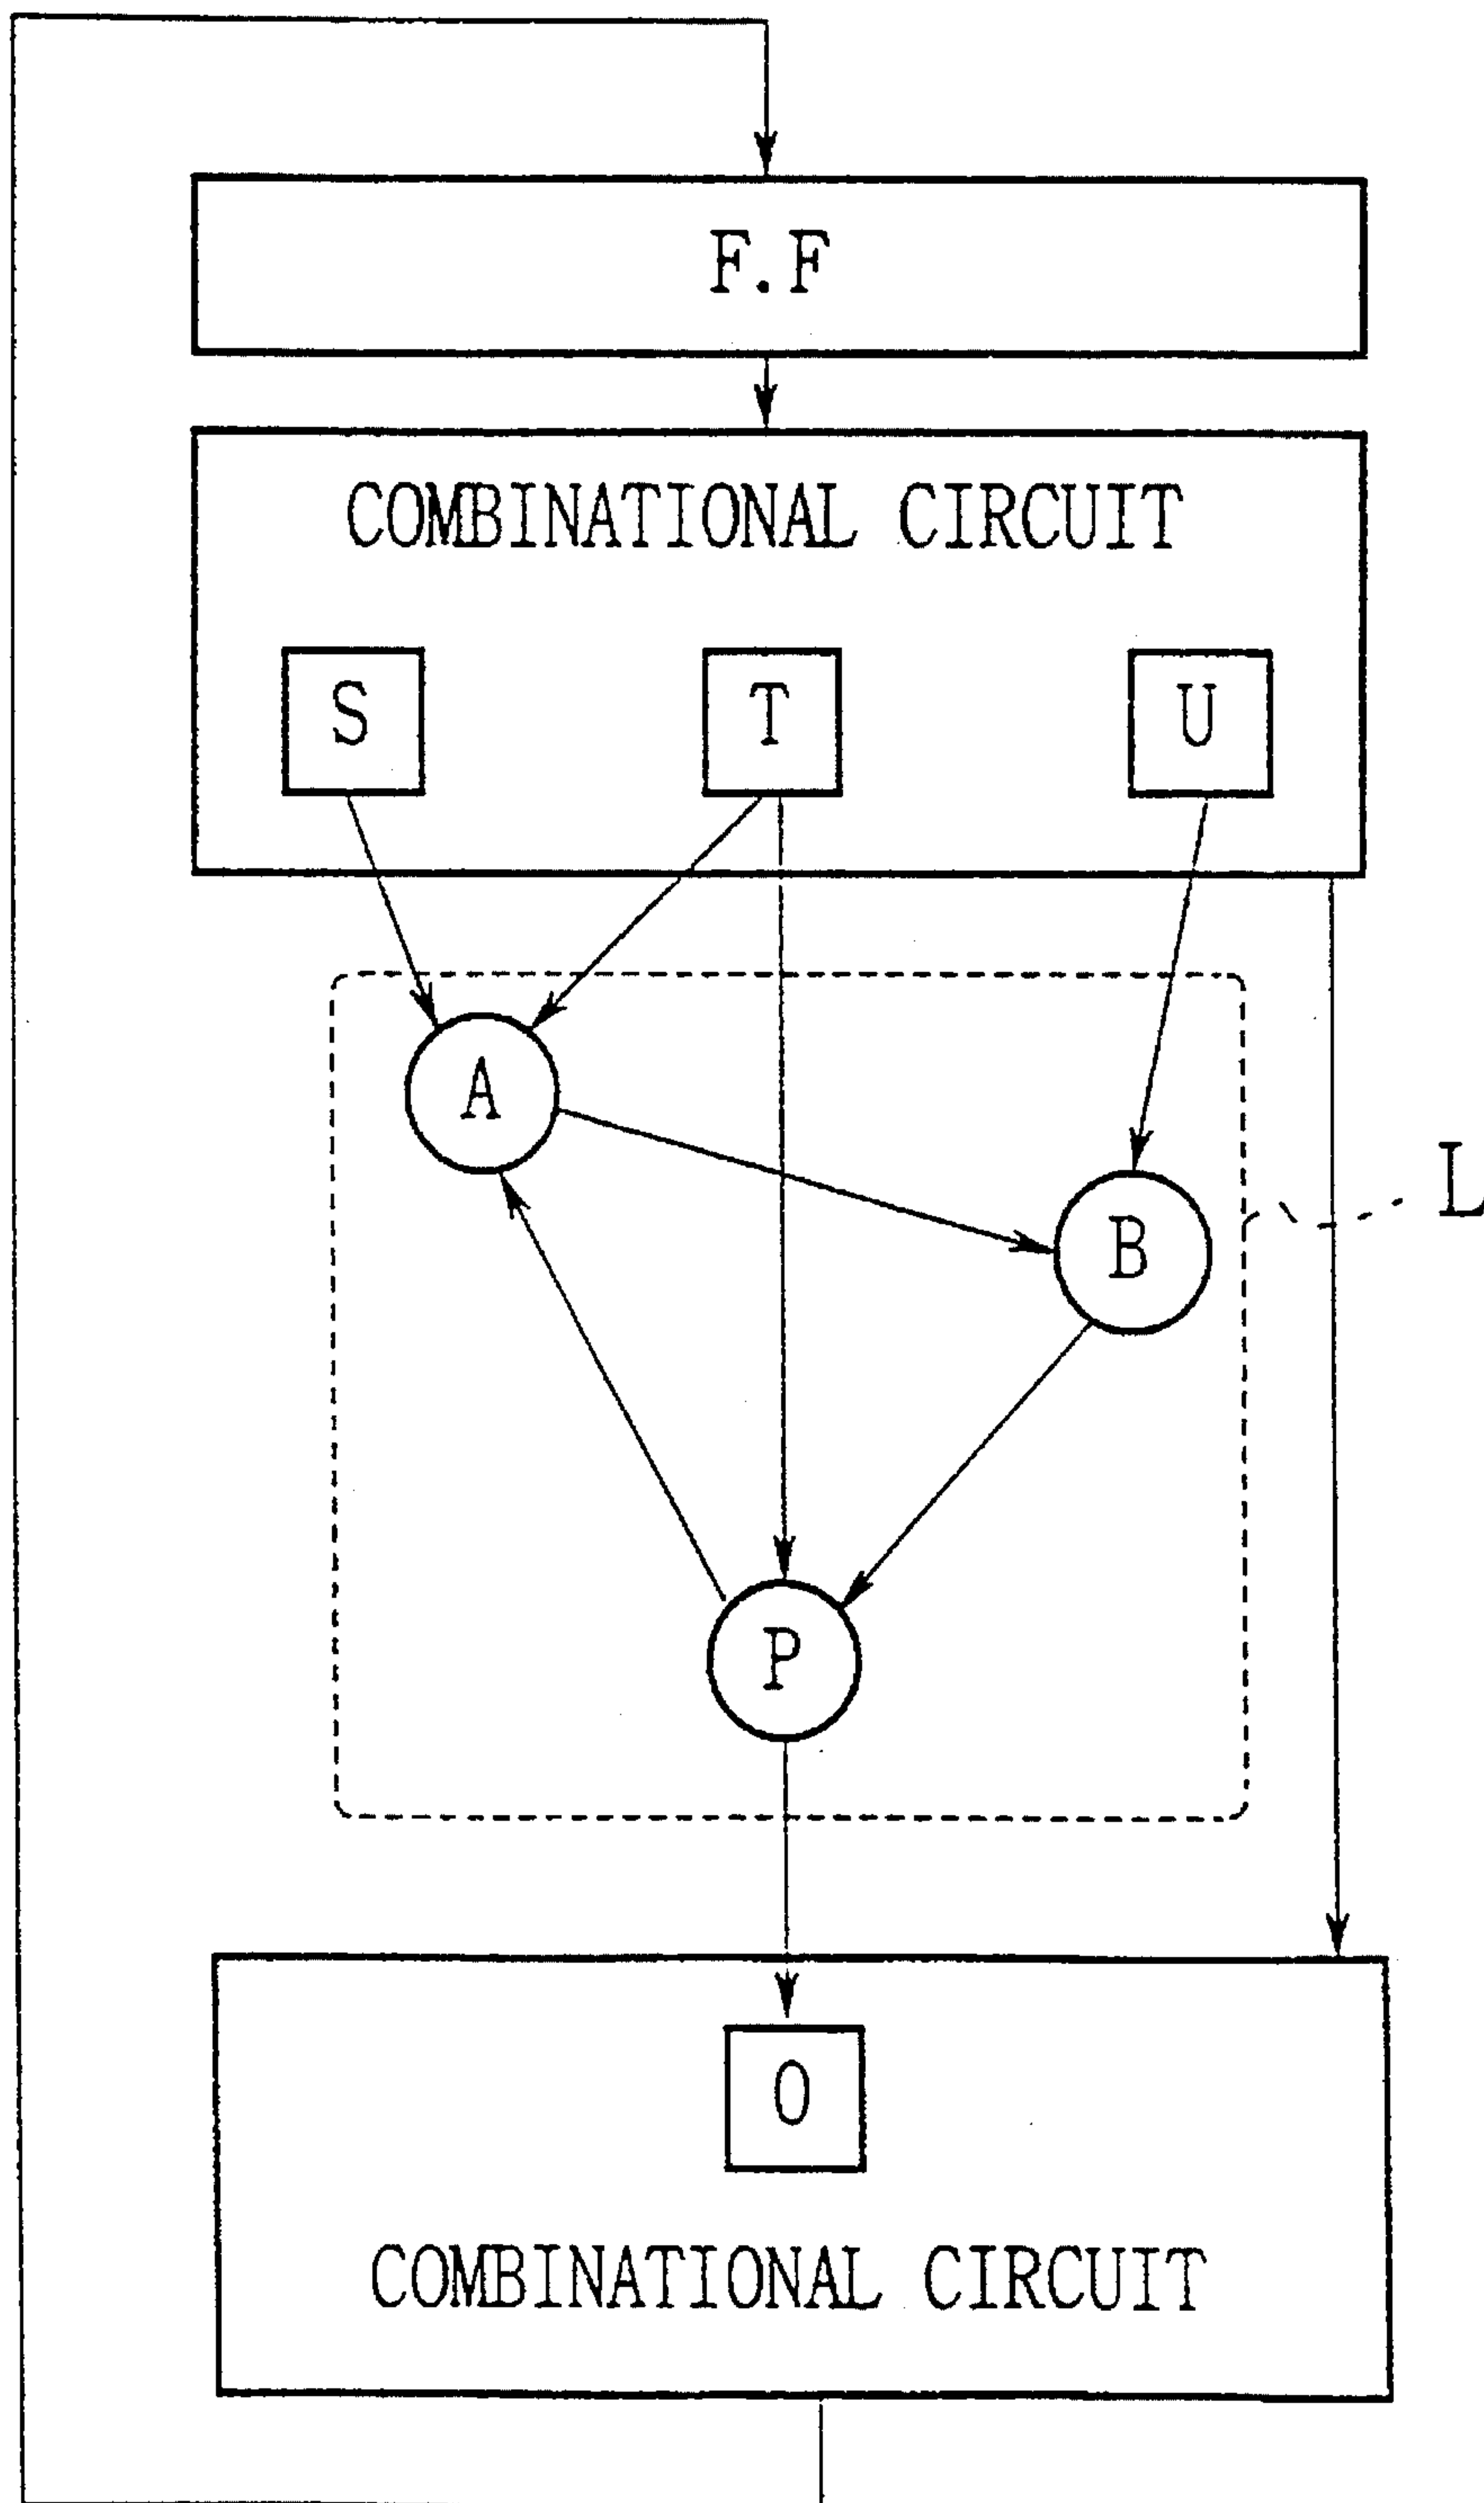 F.F
COMBINATIONAL CIRCUIT
S
T
U
A
B
L
P
O
COMBINATIONAL CIRCUIT